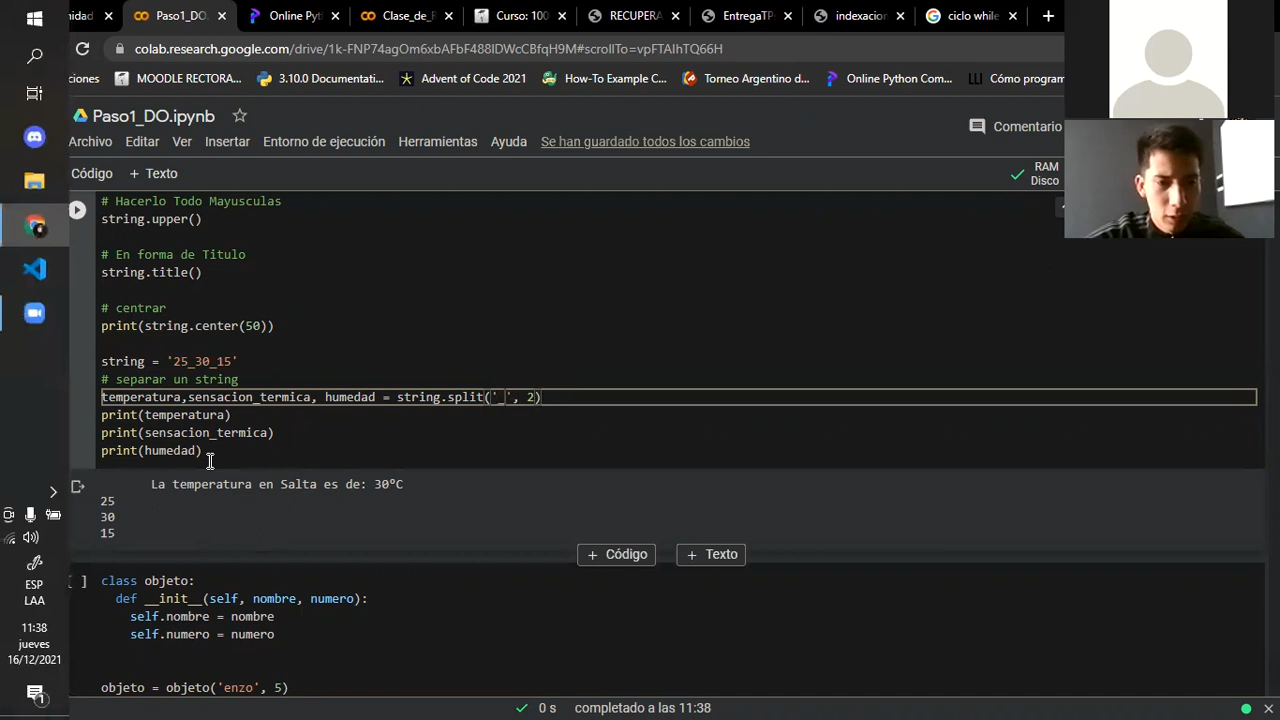 nidad
Paso1_DO.
Online Pyt
Clase_de_F
Curso: 100
RECUPERA
EntregaTP
indexacion
ciclo while
colab.research.google.com/drive/1k-FNP74agOm6xbAFbF488IDWcCBfqH9M#scrollTo=vpFTAIhTQ66H
ciones
MOODLE RECTORA...
3.10.0 Documentati...
Advent of Code 2021
How-To Example C...
Torneo Argentino d...
Online Python Com...
Cómo program
Paso1_DO.ipynb
Comentario
Archivo Editar Ver Insertar Entorno de ejecución Herramientas Ayuda Se han guardado todos los cambios
Código + Texto
RAM
Disco
# Hacerlo Todo Mayusculas
string.upper()
# En forma de Titulo
string.title()
# centrar
print(string.center(50))
string = '25_30_15'
# separar un string
temperatura,sensacion_termica, humedad = string.split('_', 2)
print(temperatura)
print(sensacion_termica)
print(humedad)
La temperatura en Salta es de: 30ºC
25
30
15
+ Código + Texto
[ ] class objeto:
def __init__(self, nombre, numero):
self.nombre = nombre
self.numero = numero
objeto = objeto('enzo', 5)
ESP
LAA
11:38
jueves
16/12/2021
1
0 s completado a las 11:38